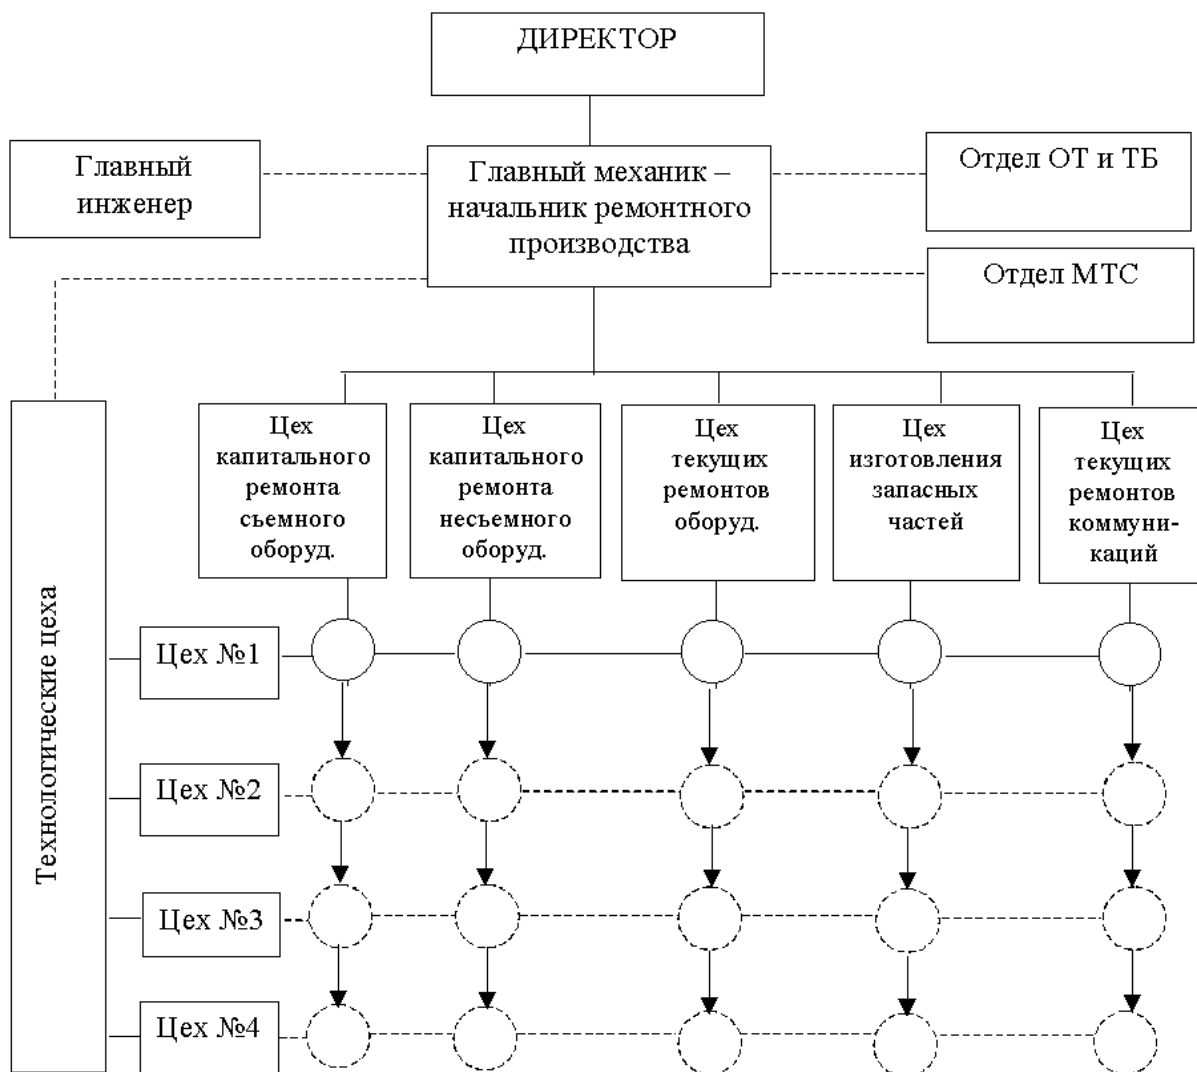 ДИРЕКТОР
Главный
инженер
Главный механик –
начальник ремонтного
производства
Отдел ОТ и ТБ
Отдел МТС
Цех
капитального
ремонта
сьемного
оборуд.
Цех
капитального
ремонта
несьемного
оборуд.
Цех
текущих
ремонтов
оборуд.
Цех
изготовления
запасных
частей
Цех
текущих
ремонтов
коммуни-
каций
Технологические цеха
Цех №1
Цех №2
Цех №3
Цех №4